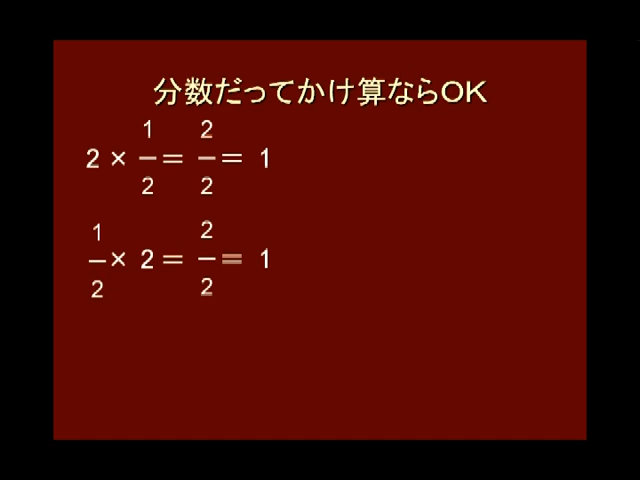 分数だってかけ算ならOK
2 × 1/2 = 2/2 = 1
1/2 × 2 = 2/2 = 1